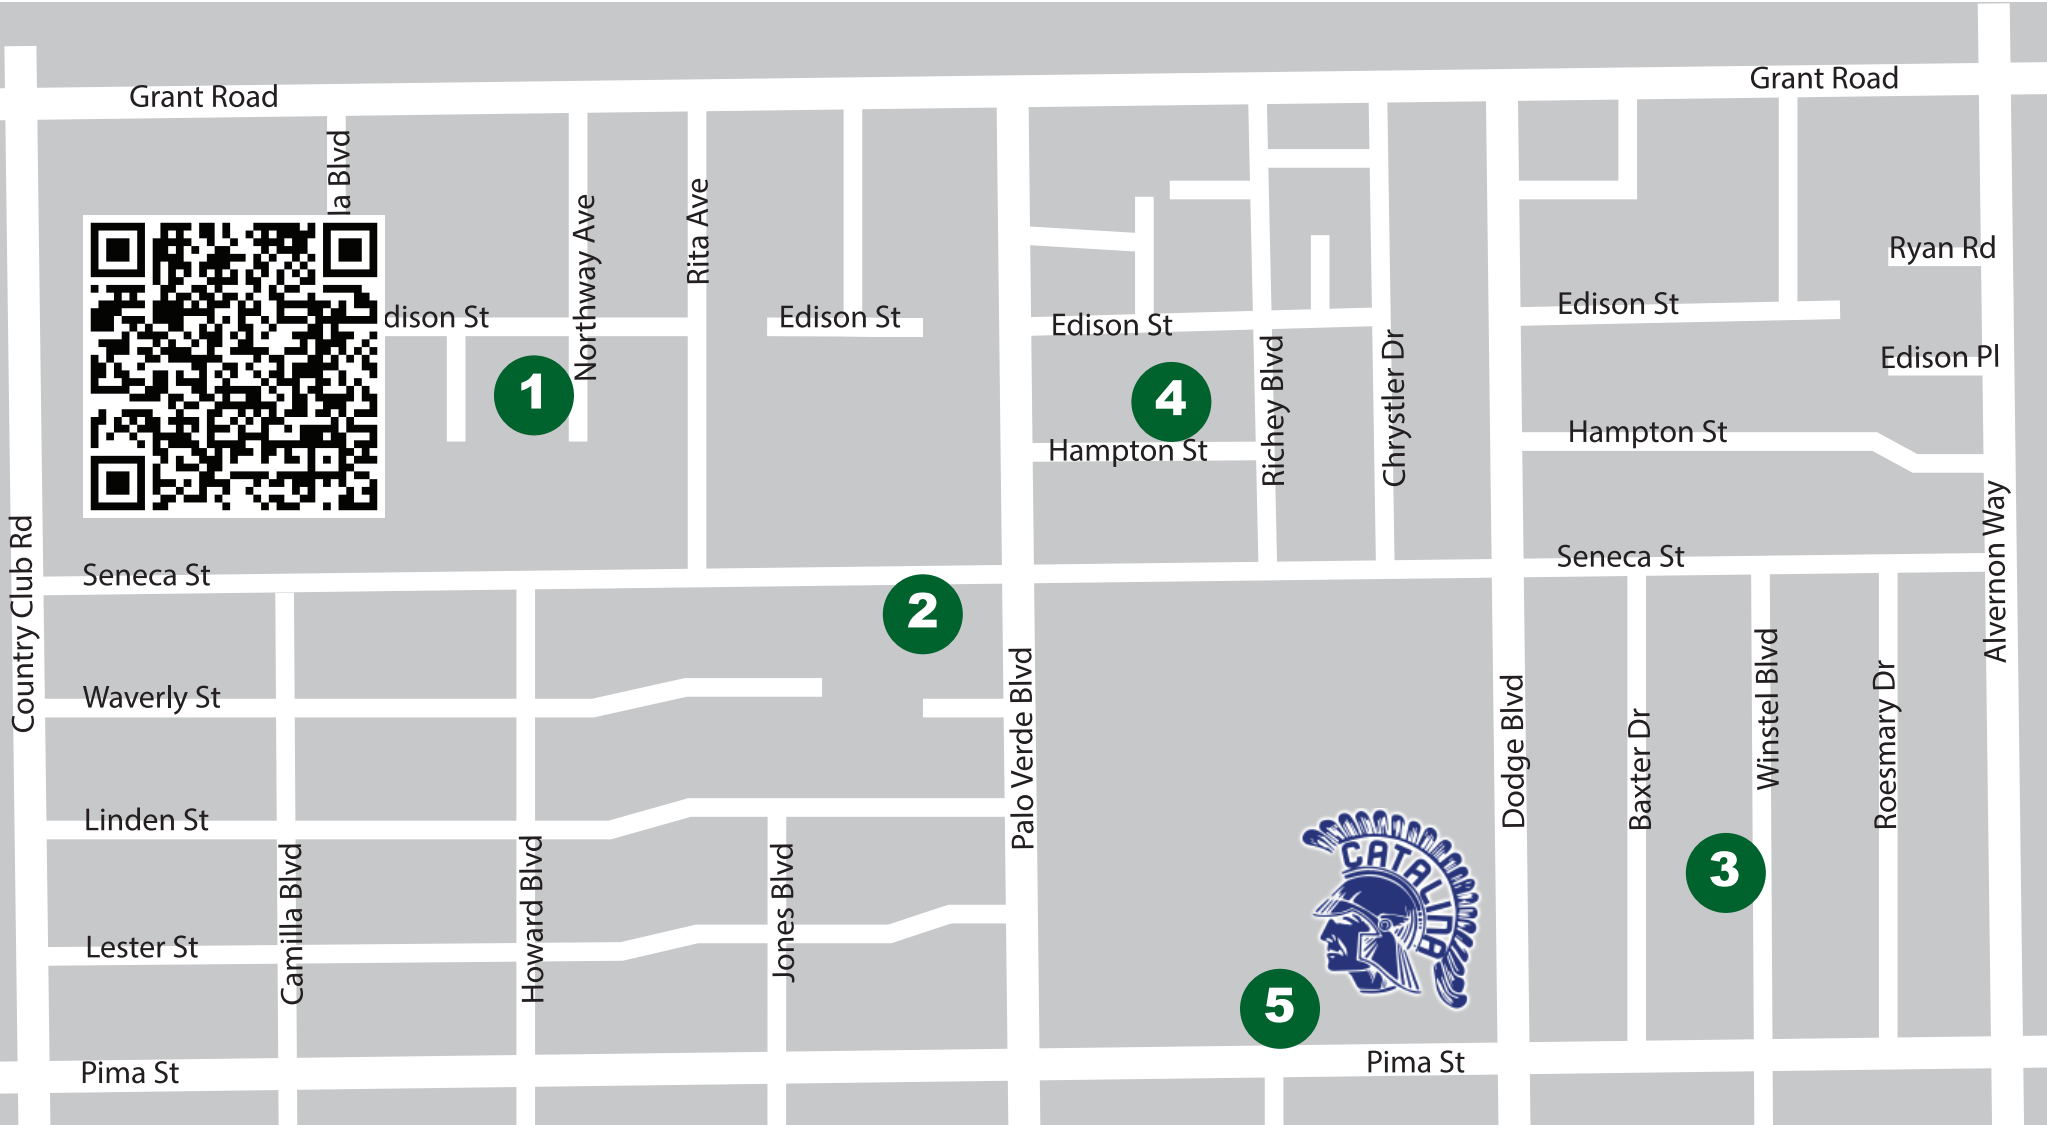 Grant Road
Grant Road
la Blvd
Northway Ave
Rita Ave
Ryan Rd
dison St
Edison St
Edison St
Edison St
Edison Pl
1
4
Richey Blvd
Chrystler Dr
Hampton St
Hampton St
Country Club Rd
Seneca St
Seneca St
Alvernon Way
2
Waverly St
Palo Verde Blvd
Dodge Blvd
Baxter Dr
Winstel Blvd
Roesmary Dr
Linden St
CATALINA
3
Camilla Blvd
Howard Blvd
Jones Blvd
Lester St
5
Pima St
Pima St